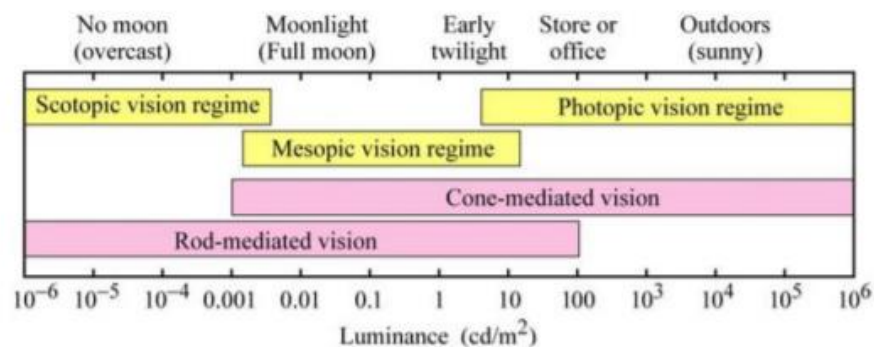 No moon Moonlight Early Store or Outdoors
(overcast) (Full moon) twilight office (sunny)
Scotopic vision regime Photopic vision regime
Mesopic vision regime
Cone-mediated vision
Rod-mediated vision
10⁻⁶ 10⁻⁵ 10⁻⁴ 0.001 0.01 0.1 1 10 100 10³ 10⁴ 10⁵ 10⁶
Luminance (cd/m²)